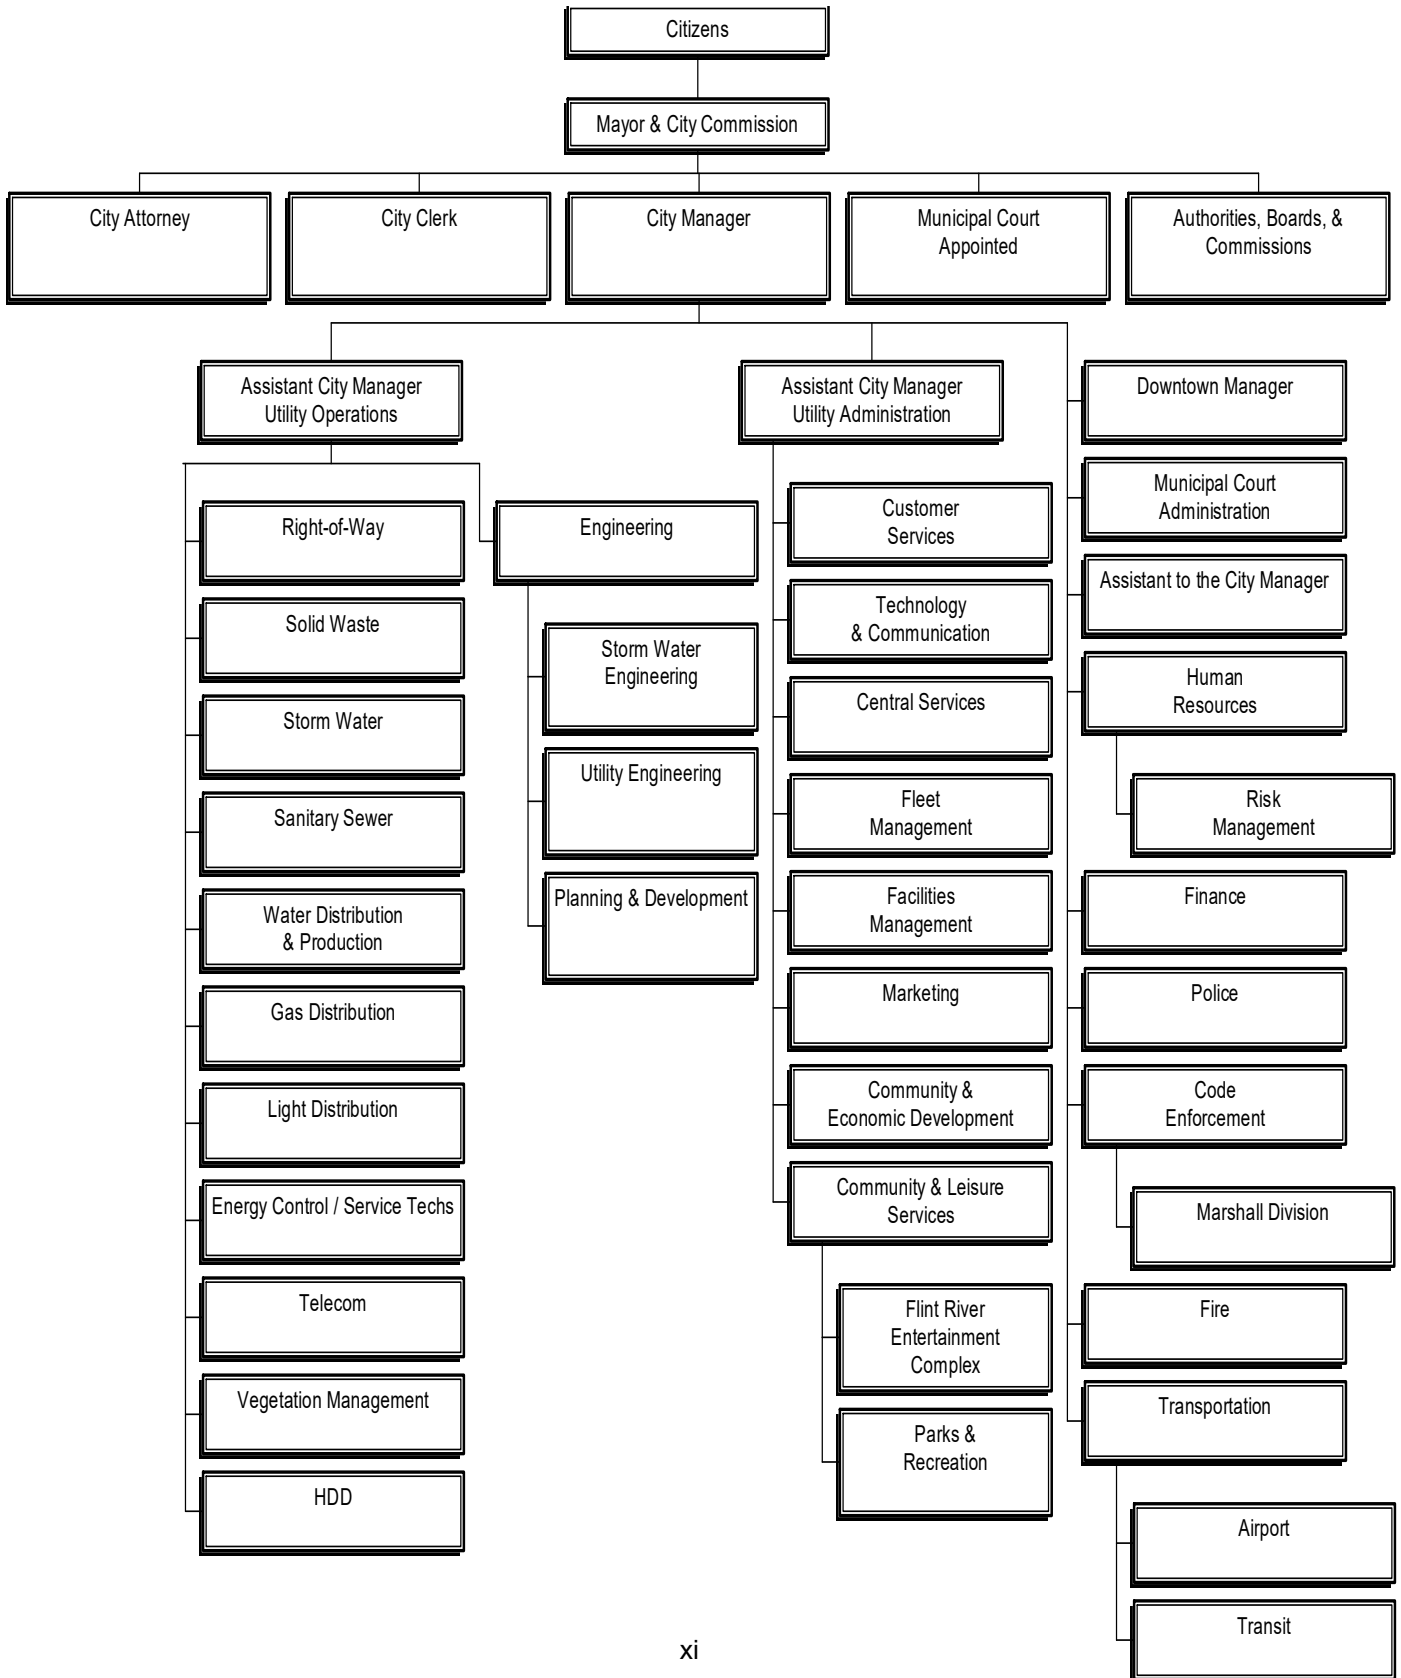 Citizens
Mayor & City Commission
City Attorney
City Clerk
City Manager
Municipal Court
Appointed
Authorities, Boards, &
Commissions
Assistant City Manager
Utility Operations
Right-of-Way
Solid Waste
Storm Water
Sanitary Sewer
Water Distribution
& Production
Gas Distribution
Light Distribution
Energy Control / Service Techs
Telecom
Vegetation Management
HDD
Engineering
Storm Water
Engineering
Utility Engineering
Planning & Development
Assistant City Manager
Utility Administration
Customer
Services
Technology
& Communication
Central Services
Fleet
Management
Facilities
Management
Marketing
Community &
Economic Development
Community & Leisure
Services
Flint River
Entertainment
Complex
Parks &
Recreation
Downtown Manager
Municipal Court
Administration
Assistant to the City Manager
Human
Resources
Risk
Management
Finance
Police
Code
Enforcement
Marshall Division
Fire
Transportation
Airport
Transit
xi